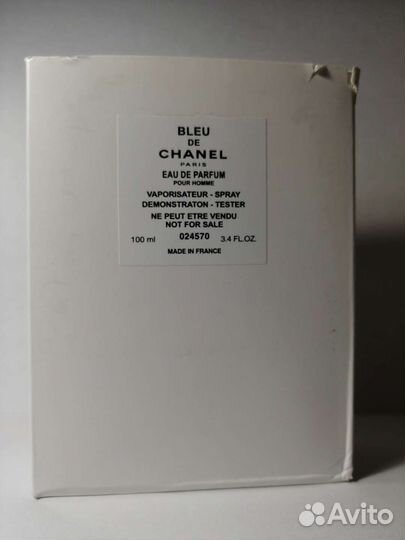 BLEU
DE
CHANEL
PARIS
EAU DE PARFUM
POUR HOMME
VAPORISATEUR - SPRAY
DEMONSTRATON - TESTER
NE PEUT ETRE VENDU
NOT FOR SALE
100 ml 024570 3.4 FL.OZ.
MADE IN FRANCE
Avito